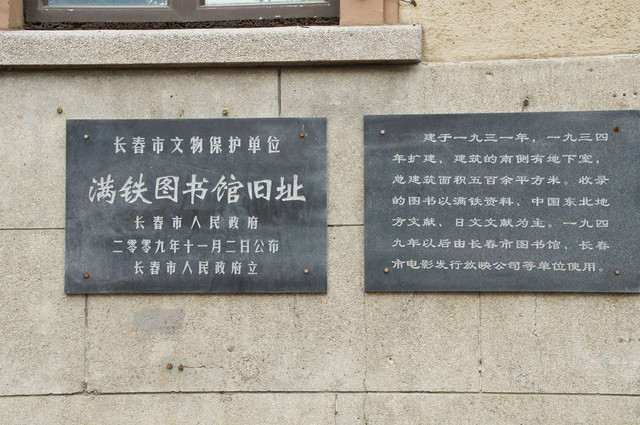 长春市文物保护单位
满铁图书馆旧址
长春市人民政府
二零零九年十一月二日公布
长春市人民政府立
建于一九三一年，一九三四
年扩建，建筑的南侧有地下室，
总建筑面积五百余平方米。收录
的图书以满铁资料、中国东北地
方文献、日文文献为主。一九四
九年以后由长春市图书馆、长春
市电影发行放映公司等单位使用。